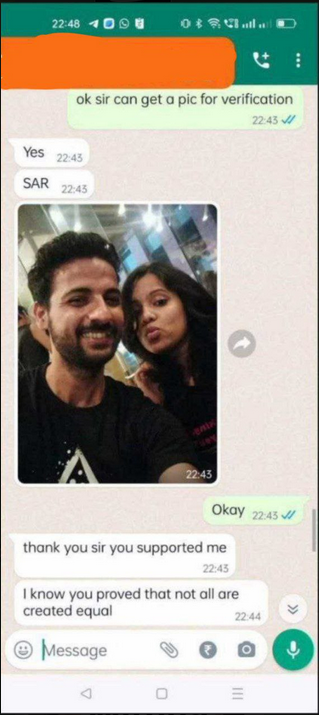 22:48
ok sir can get a pic for verification
22:43
Yes 22:43
SAR 22:43
22:43
Okay 22:43
thank you sir you supported me
22:43
I know you proved that not all are
created equal 22:44
Message